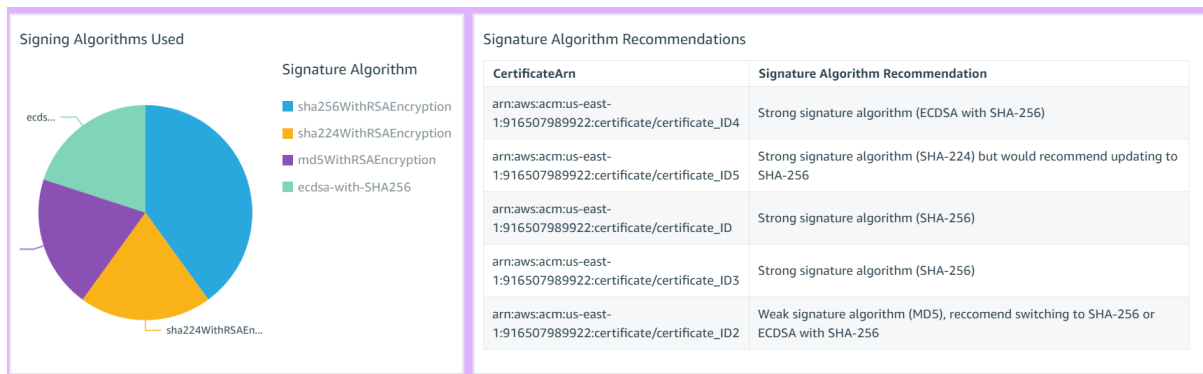 Signing Algorithms Used
Signature Algorithm
sha256WithRSAEncryption
sha224WithRSAEncryption
md5WithRSAEncryption
ecdsa-with-SHA256
ecds...
sha224WithRSAEn...
Signature Algorithm Recommendations
CertificateArn
Signature Algorithm Recommendation
arn:aws:acm:us-east-
1:916507989922:certificate/certificate_ID4
Strong signature algorithm (ECDSA with SHA-256)
arn:aws:acm:us-east-
1:916507989922:certificate/certificate_ID5
Strong signature algorithm (SHA-224) but would recommend updating to
SHA-256
arn:aws:acm:us-east-
1:916507989922:certificate/certificate_ID
Strong signature algorithm (SHA-256)
arn:aws:acm:us-east-
1:916507989922:certificate/certificate_ID3
Strong signature algorithm (SHA-256)
arn:aws:acm:us-east-
1:916507989922:certificate/certificate_ID2
Weak signature algorithm (MD5), reccomend switching to SHA-256 or
ECDSA with SHA-256